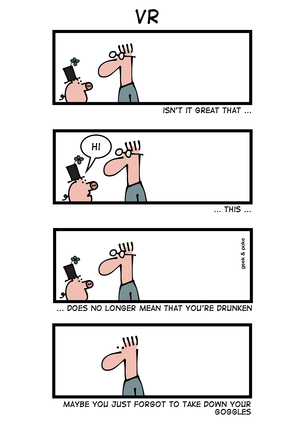 VR
ISN'T IT GREAT THAT ...
HI
... THIS ...
geek & poke
... DOES NO LONGER MEAN THAT YOU'RE DRUNKEN
MAYBE YOU JUST FORGOT TO TAKE DOWN YOUR
GOGGLES